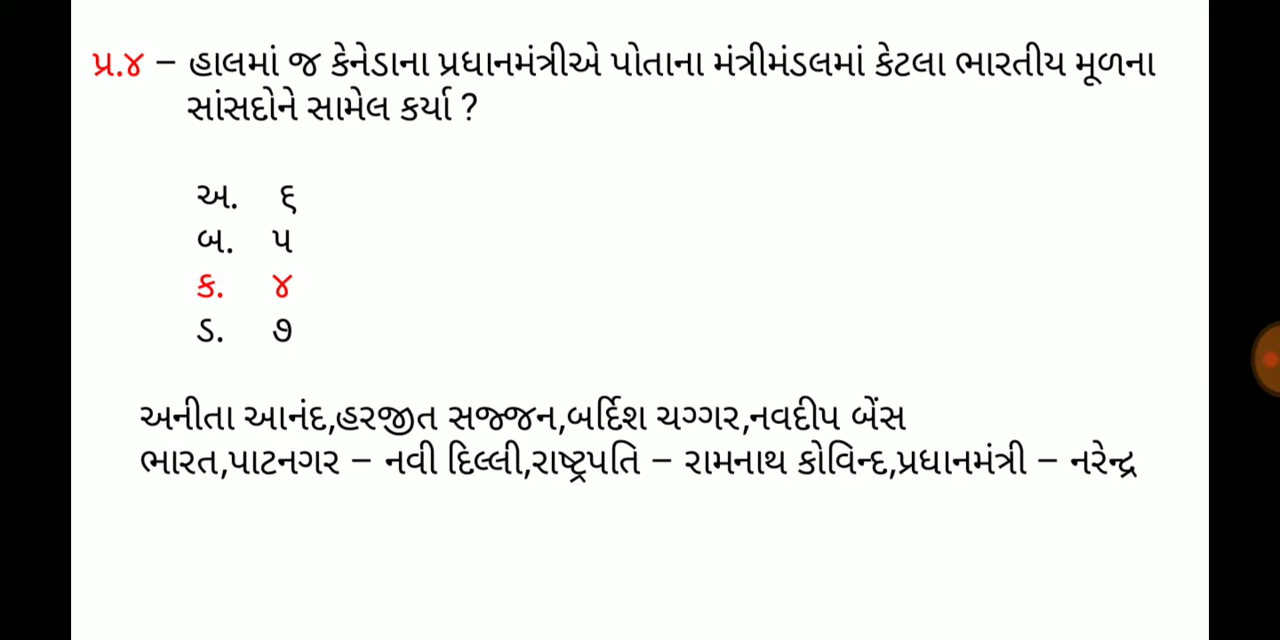 પ્ર.૪ – હાલમાં જ કેનેડાના પ્રધાનમંત્રીએ પોતાના મંત્રીમંડલમાં કેટલા ભારતીય મૂળના
સાંસદોને સામેલ કર્યા ?
અ. ૬
બ. ૫
ક. ૪
ડ. ૭
અનીતા આનંદ,હરજીત સજ્જન,બર્દિશ ચગ્ગર,નવદીપ બેંસ
ભારત,પાટનગર – નવી દિલ્લી,રાષ્ટ્રપતિ – રામનાથ કોવિન્દ,પ્રધાનમંત્રી – નરેન્દ્ર